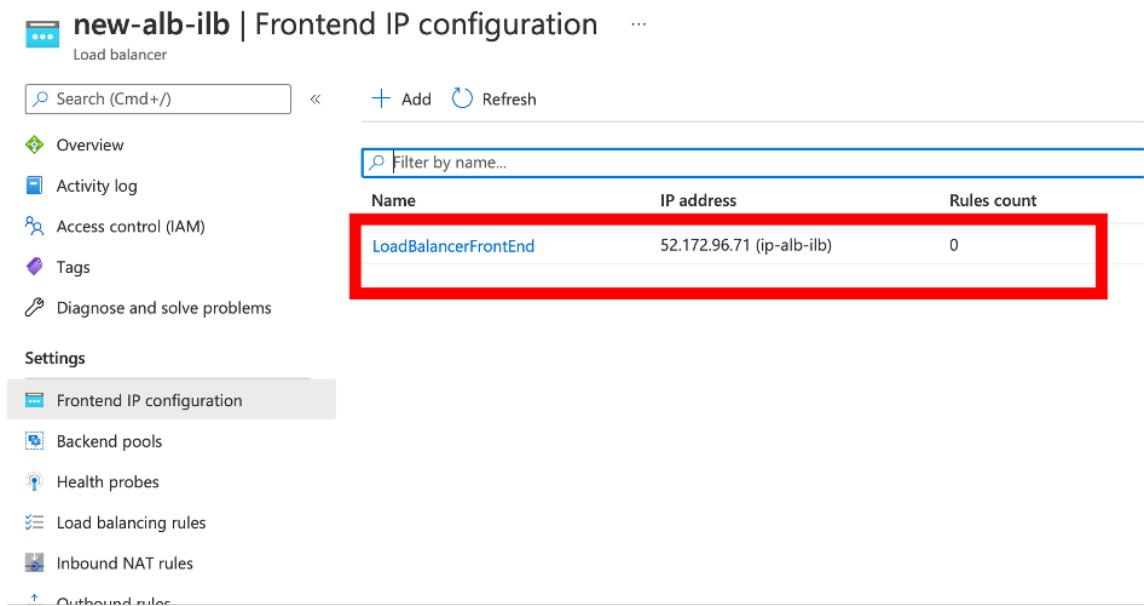 new-alb-ilb | Frontend IP configuration ...
Load balancer
Search (Cmd+/) «
Overview
Activity log
Access control (IAM)
Tags
Diagnose and solve problems
Settings
Frontend IP configuration
Backend pools
Health probes
Load balancing rules
Inbound NAT rules
Outbound rules
+ Add Refresh
Filter by name...
Name IP address Rules count
LoadBalancerFrontEnd 52.172.96.71 (ip-alb-ilb) 0